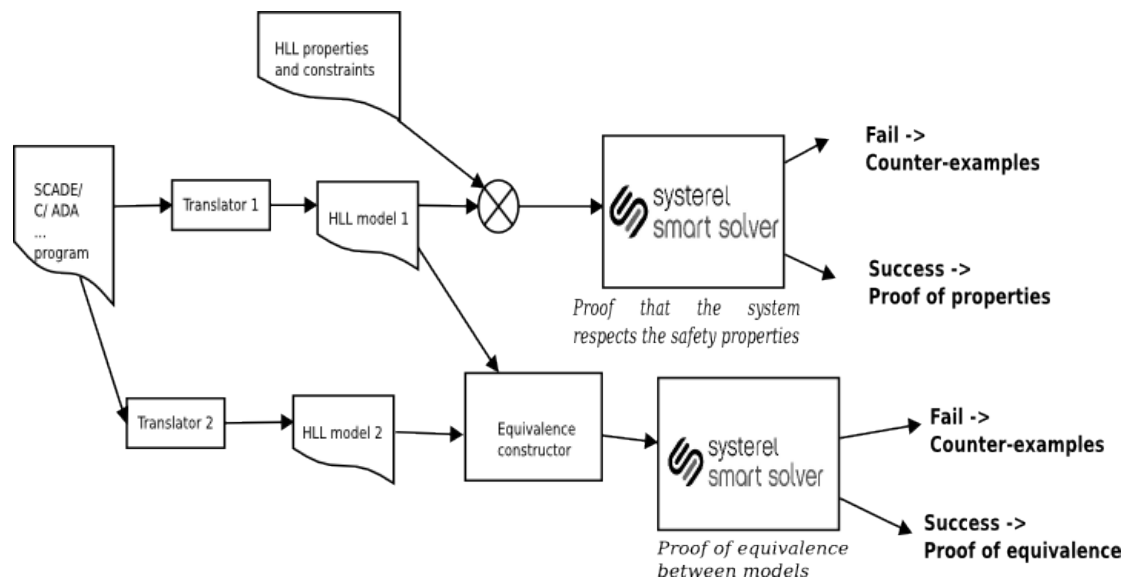 HLL properties
and constraints
SCADE/
C/ ADA
...
program
Translator 1
HLL model 1
systerel
smart solver
Fail ->
Counter-examples
Success ->
Proof of properties
Proof that the system
respects the safety properties
Translator 2
HLL model 2
Equivalence
constructor
systerel
smart solver
Fail ->
Counter-examples
Success ->
Proof of equivalence
Proof of equivalence
between models